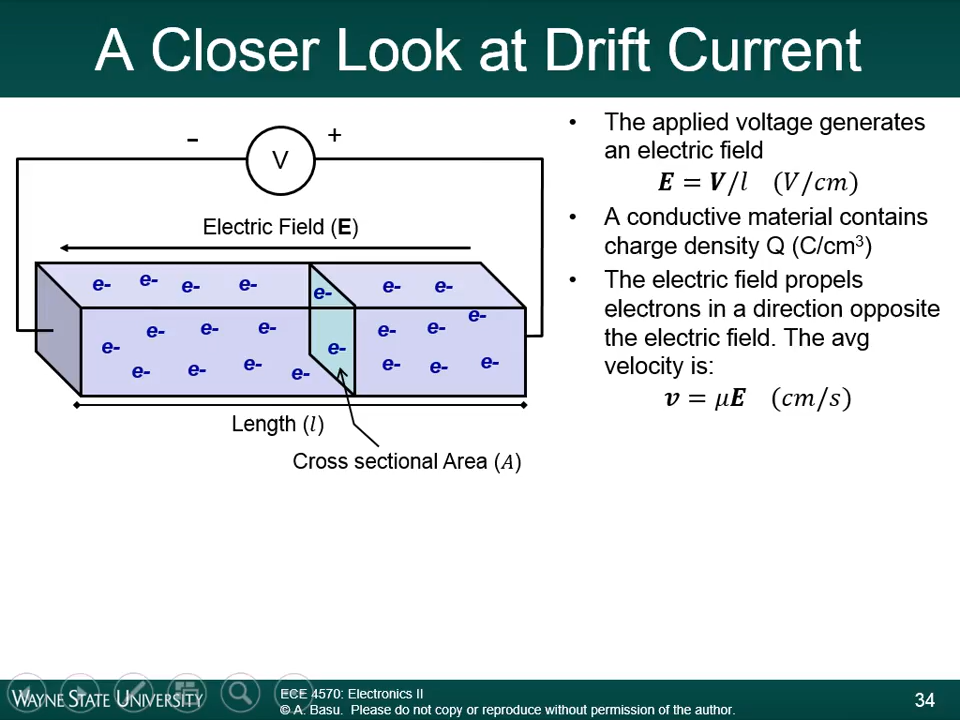 A Closer Look at Drift Current
-
+
V
Electric Field (E)
e- e- e- e- e- e- e-
e- e- e- e- e- e-
e- e- e- e- e- e- e- e- e-
Length (l)
Cross sectional Area (A)
• The applied voltage generates
an electric field
E = V/l (V/cm)
• A conductive material contains
charge density Q (C/cm³)
• The electric field propels
electrons in a direction opposite
the electric field. The avg
velocity is:
v = μE (cm/s)
WAYNE STATE UNIVERSITY
ECE 4570: Electronics II
© A. Basu. Please do not copy or reproduce without permission of the author.
34